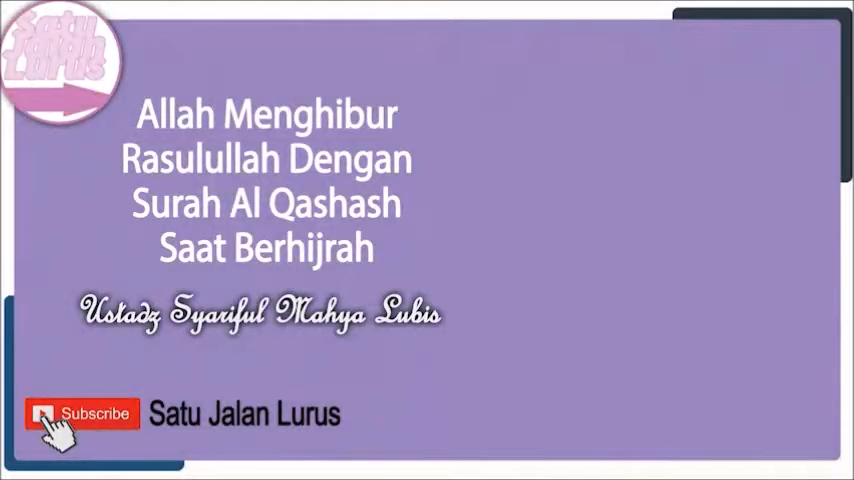 Satu
Jalan
Lurus
Allah Menghibur
Rasulullah Dengan
Surah Al Qashash
Saat Berhijrah
Ustadz Syariful Mahya Lubis
Subscribe
Satu Jalan Lurus